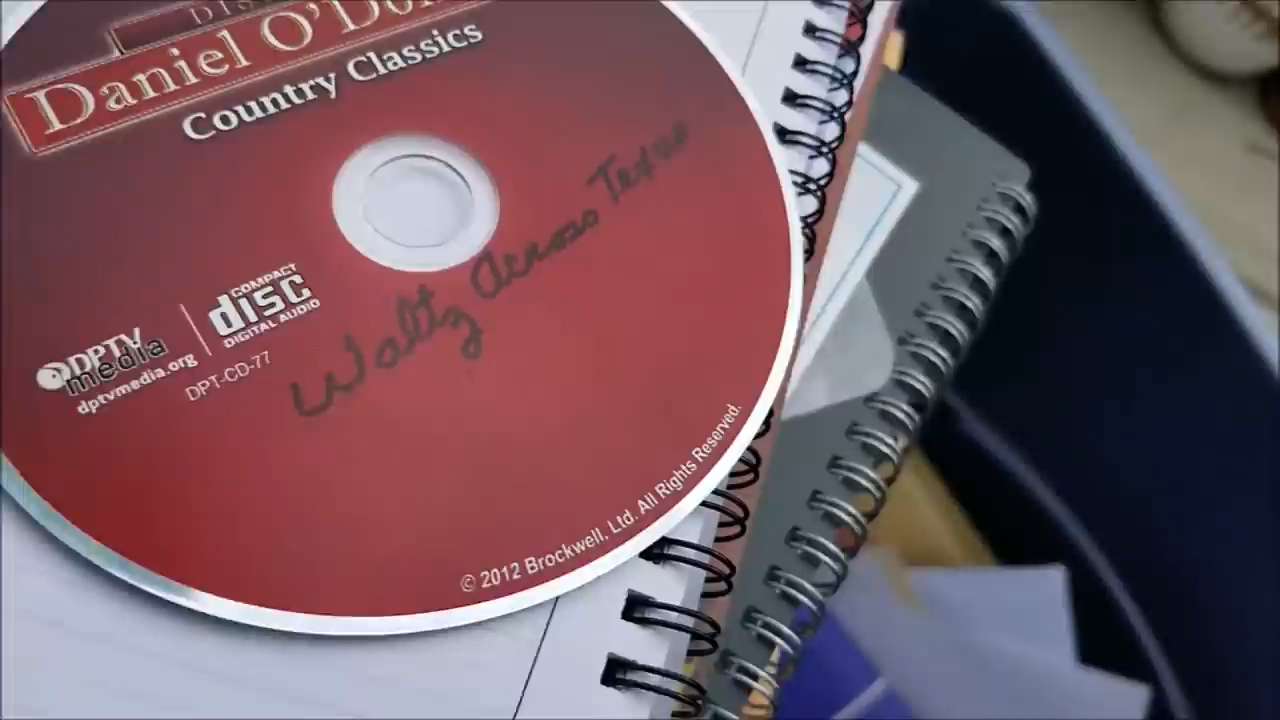 Daniel
Country Classics
Waltz Across Texas
COMPACT
disc
DIGITAL AUDIO
DPTV
media
dptvmedia.org
DPT-CD-77
© 2012 Brockwell, Ltd. All Rights Reserved.